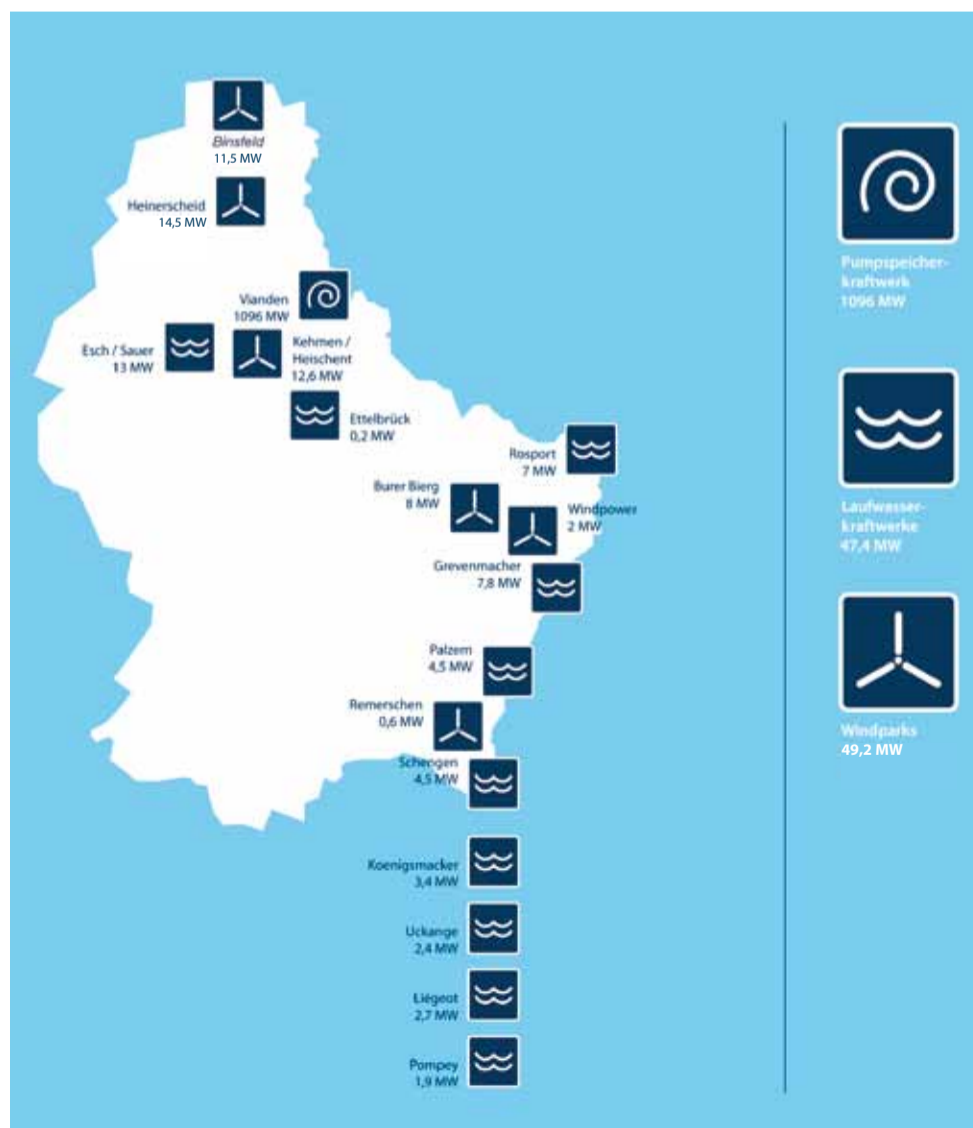 Binsfeld
11,5 MW
Heinerscheid
14,5 MW
Vianden
1096 MW
Esch / Sauer
13 MW
Kehmen /
Heischent
12,6 MW
Ettelbrück
0,2 MW
Rosport
7 MW
Burer Bierg
8 MW
Windpower
2 MW
Grevenmacher
7,8 MW
Palzem
4,5 MW
Remerschen
0,6 MW
Schengen
4,5 MW
Koenigsmacker
3,4 MW
Uckange
2,4 MW
Liégeot
2,7 MW
Pompey
1,9 MW
Pumpspeicher-
kraftwerk
1096 MW
Laufwasser-
kraftwerke
47,4 MW
Windparks
49,2 MW